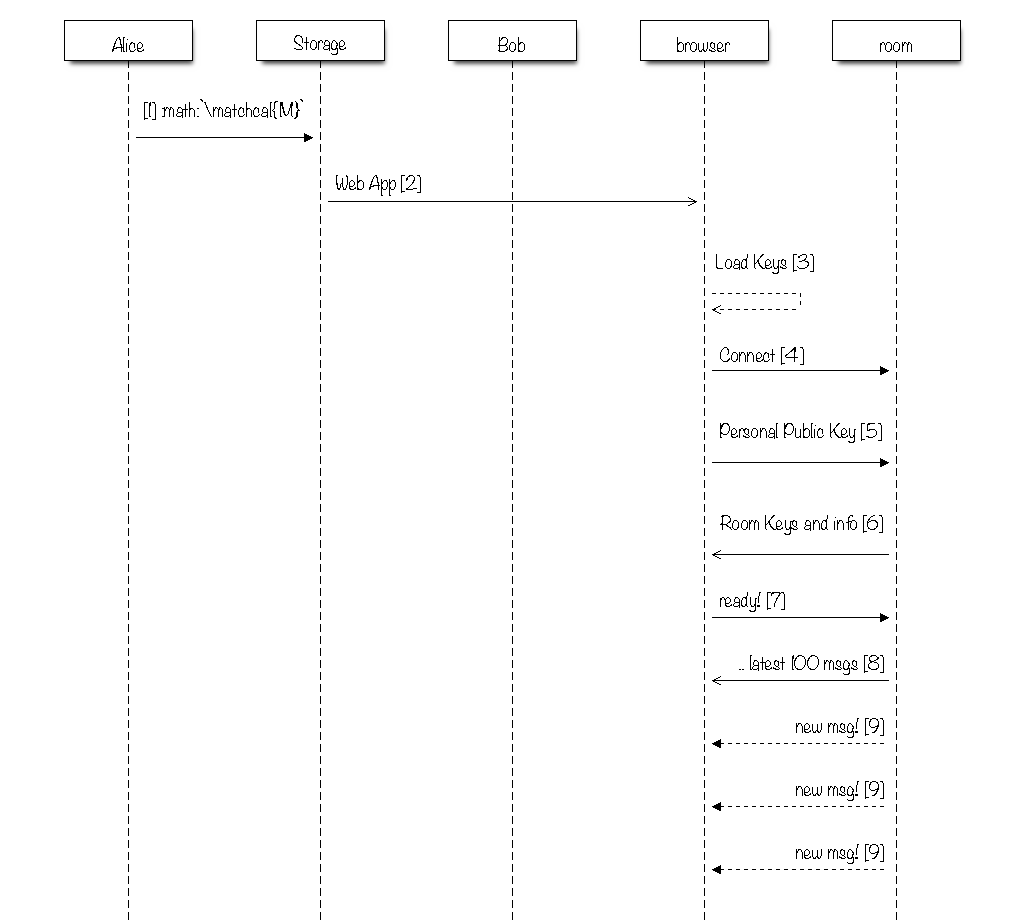 Alice
Storage
Bob
browser
room
[1] :math:`\matchcal{M}`
Web App [2]
Load Keys [3]
Connect [4]
Personal Public Key [5]
Room Keys and info [6]
ready! [7]
.. latest 100 msgs [8]
new msg! [9]
new msg! [9]
new msg! [9]